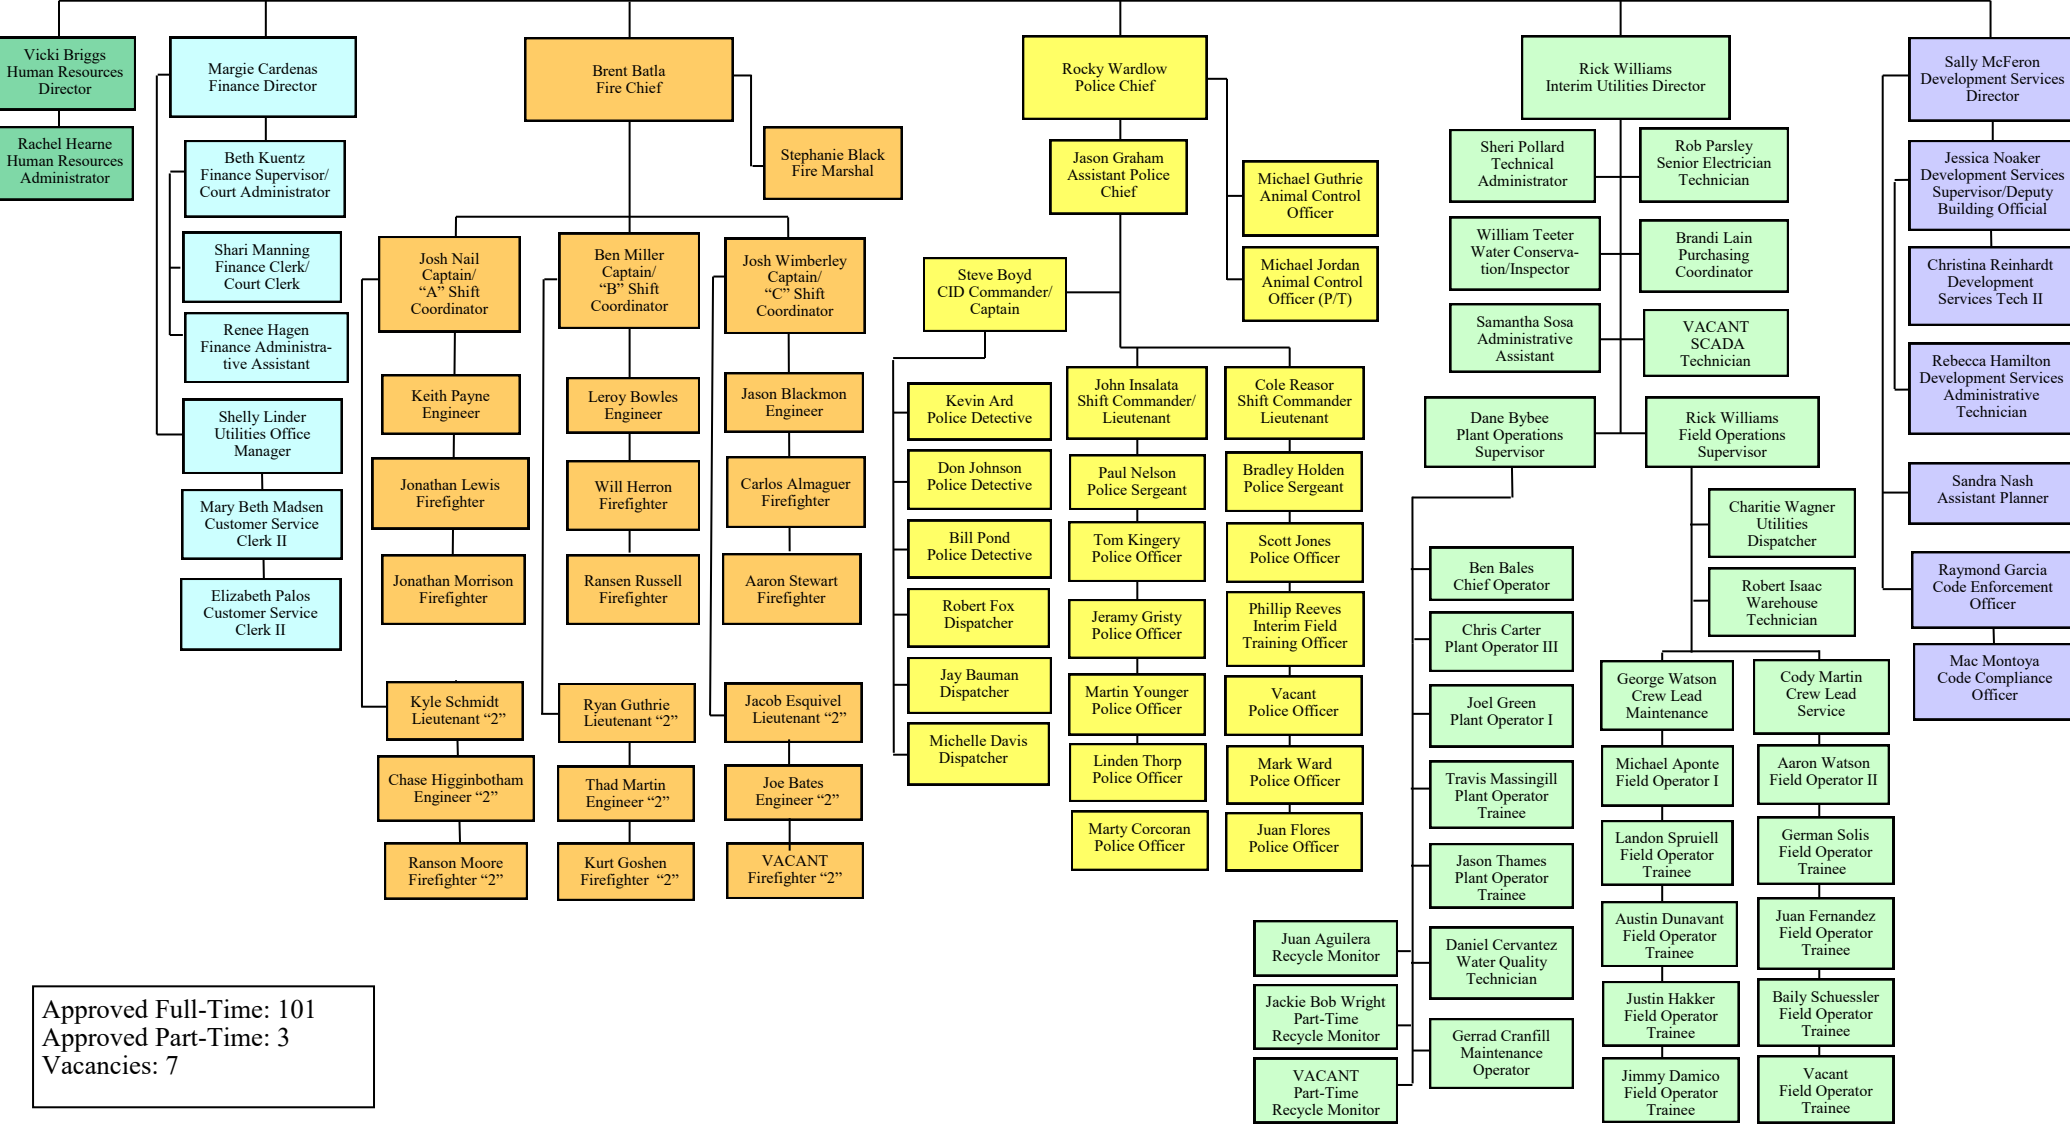 Vicki Briggs
Human Resources
Director
Rachel Hearne
Human Resources
Administrator
Margie Cardenas
Finance Director
Beth Kuentz
Finance Supervisor/
Court Administrator
Shari Manning
Finance Clerk/
Court Clerk
Renee Hagen
Finance Administra-
tive Assistant
Shelly Linder
Utilities Office
Manager
Mary Beth Madsen
Customer Service
Clerk II
Elizabeth Palos
Customer Service
Clerk II
Brent Batla
Fire Chief
Stephanie Black
Fire Marshal
Josh Nail
Captain/
“A” Shift
Coordinator
Keith Payne
Engineer
Jonathan Lewis
Firefighter
Jonathan Morrison
Firefighter
Kyle Schmidt
Lieutenant “2”
Chase Higginbotham
Engineer “2”
Ranson Moore
Firefighter “2”
Ben Miller
Captain/
“B” Shift
Coordinator
Leroy Bowles
Engineer
Will Herron
Firefighter
Ransen Russell
Firefighter
Ryan Guthrie
Lieutenant “2”
Thad Martin
Engineer “2”
Kurt Goshen
Firefighter “2”
Josh Wimberley
Captain/
“C” Shift
Coordinator
Jason Blackmon
Engineer
Carlos Almaguer
Firefighter
Aaron Stewart
Firefighter
Jacob Esquivel
Lieutenant “2”
Joe Bates
Engineer “2”
VACANT
Firefighter “2”
Rocky Wardlow
Police Chief
Jason Graham
Assistant Police
Chief
Michael Guthrie
Animal Control
Officer
Michael Jordan
Animal Control
Officer (P/T)
Steve Boyd
CID Commander/
Captain
Kevin Ard
Police Detective
Don Johnson
Police Detective
Bill Pond
Police Detective
Robert Fox
Dispatcher
Jay Bauman
Dispatcher
Michelle Davis
Dispatcher
John Insalata
Shift Commander/
Lieutenant
Paul Nelson
Police Sergeant
Tom Kingery
Police Officer
Jeramy Gristy
Police Officer
Martin Younger
Police Officer
Linden Thorp
Police Officer
Marty Corcoran
Police Officer
Cole Reasor
Shift Commander
Lieutenant
Bradley Holden
Police Sergeant
Scott Jones
Police Officer
Phillip Reeves
Interim Field
Training Officer
Vacant
Police Officer
Mark Ward
Police Officer
Juan Flores
Police Officer
Rick Williams
Interim Utilities Director
Sheri Pollard
Technical
Administrator
Rob Parsley
Senior Electrician
Technician
William Teeter
Water Conserva-
tion/Inspector
Brandi Lain
Purchasing
Coordinator
Samantha Sosa
Administrative
Assistant
VACANT
SCADA
Technician
Dane Bybee
Plant Operations
Supervisor
Rick Williams
Field Operations
Supervisor
Ben Bales
Chief Operator
Chris Carter
Plant Operator III
Joel Green
Plant Operator I
Travis Massingill
Plant Operator
Trainee
Jason Thames
Plant Operator
Trainee
Daniel Cervantez
Water Quality
Technician
Gerrad Cranfill
Maintenance
Operator
Juan Aguilera
Recycle Monitor
Jackie Bob Wright
Part-Time
Recycle Monitor
VACANT
Part-Time
Recycle Monitor
Charitie Wagner
Utilities
Dispatcher
Robert Isaac
Warehouse
Technician
George Watson
Crew Lead
Maintenance
Michael Aponte
Field Operator I
Landon Spruiell
Field Operator
Trainee
Austin Dunavant
Field Operator
Trainee
Justin Hakker
Field Operator
Trainee
Jimmy Damico
Field Operator
Trainee
Cody Martin
Crew Lead
Service
Aaron Watson
Field Operator II
German Solis
Field Operator
Trainee
Juan Fernandez
Field Operator
Trainee
Baily Schuessler
Field Operator
Trainee
Vacant
Field Operator
Trainee
Sally McFeron
Development Services
Director
Jessica Noaker
Development Services
Supervisor/Deputy
Building Official
Christina Reinhardt
Development
Services Tech II
Rebecca Hamilton
Development Services
Administrative
Technician
Sandra Nash
Assistant Planner
Raymond Garcia
Code Enforcement
Officer
Mac Montoya
Code Compliance
Officer
Approved Full-Time: 101
Approved Part-Time: 3
Vacancies: 7